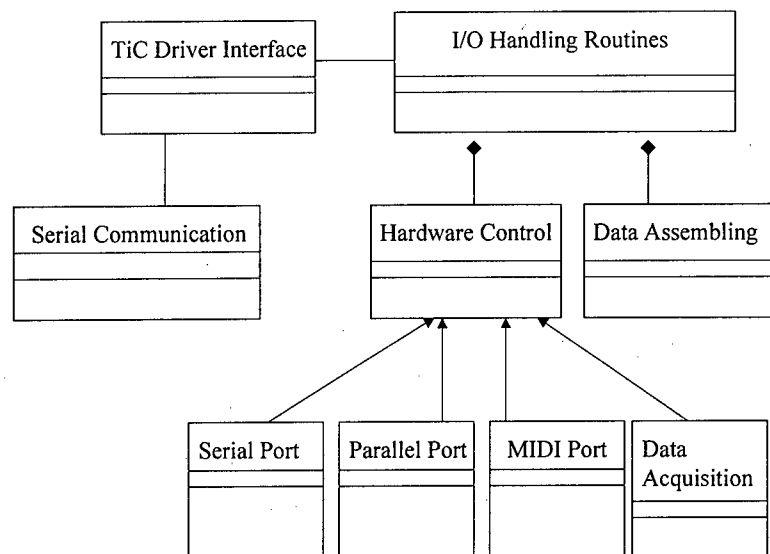 TiC Driver Interface
I/O Handling Routines
Serial Communication
Hardware Control
Data Assembling
Serial Port
Parallel Port
MIDI Port
Data
Acquisition